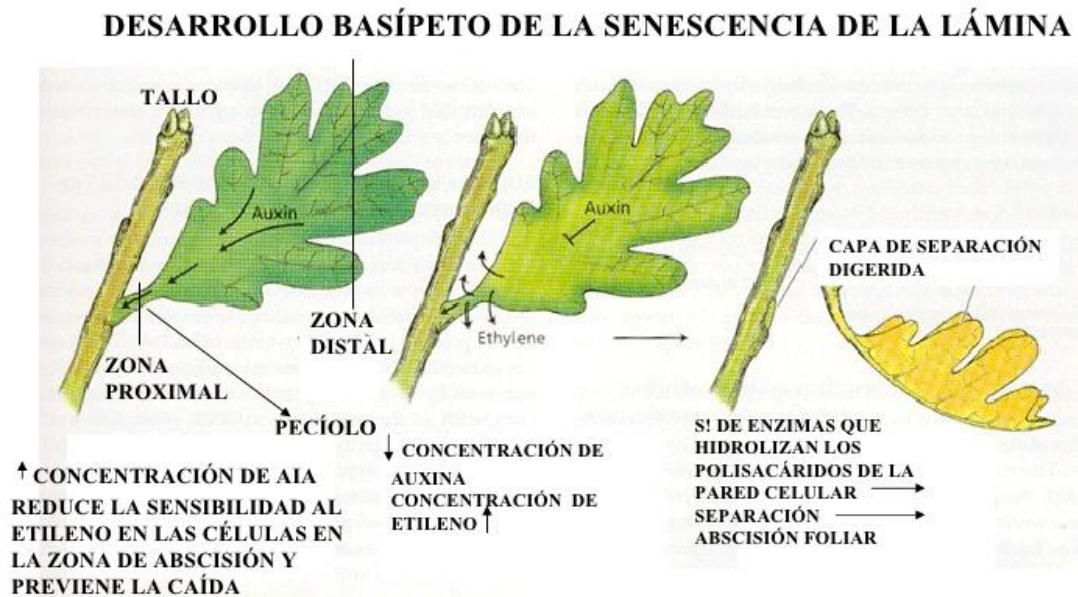 DESARROLLO BASÍPETO DE LA SENESCENCIA DE LA LÁMINA
TALLO
Auxin
ZONA
DISTÀL
ZONA
PROXIMAL
PECÍOLO
↑ CONCENTRACIÓN DE AIA
REDUCE LA SENSIBILIDAD AL
ETILENO EN LAS CÉLULAS EN
LA ZONA DE ABSCISIÓN Y
PREVIENE LA CAÍDA
Auxin
Ethylene
↓ CONCENTRACIÓN DE
AUXINA
CONCENTRACIÓN DE
ETILENO ↑
CAPA DE SEPARACIÓN
DIGERIDA
S! DE ENZIMAS QUE
HIDROLIZAN LOS
POLISACÁRIDOS DE LA
PARED CELULAR →
SEPARACIÓN →
ABSCISIÓN FOLIAR